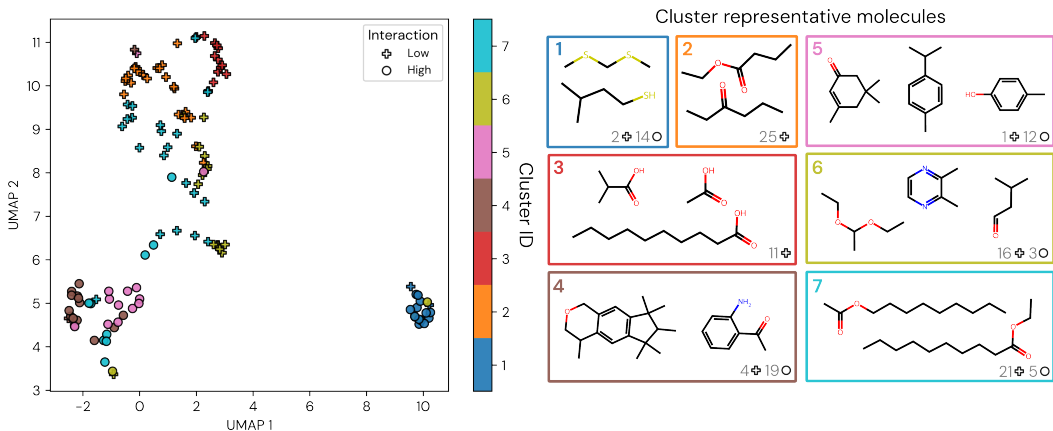 Cluster representative molecules
Interaction
Low
High
11
10
9
8
7
6
5
4
3
UMAP 2
−2
0
2
4
6
8
10
UMAP 1
7
6
5
4
3
2
1
Cluster ID
1
S
S
SH
2 14
2
O
O
O
25
5
O
HO
1 12
3
OH
O
OH
O
OH
O
11
6
N
N
O
O
O
16 3
4
O
NH₂
O
4 19
7
O
O
O
O
21 5